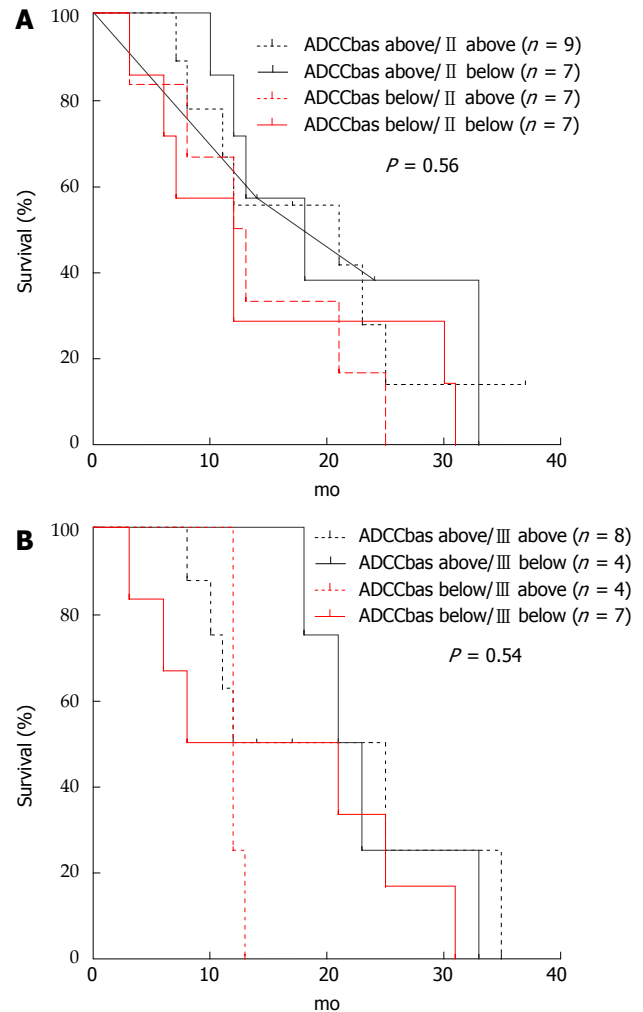 A
100
80
60
40
20
0
Survival (%)
ADCCbas above/Ⅱ above (n = 9)
ADCCbas above/Ⅱ below (n = 7)
ADCCbas below/Ⅱ above (n = 7)
ADCCbas below/Ⅱ below (n = 7)
P = 0.56
0 10 20 30 40
mo
B
100
80
60
40
20
0
Survival (%)
ADCCbas above/Ⅲ above (n = 8)
ADCCbas above/Ⅲ below (n = 4)
ADCCbas below/Ⅲ above (n = 4)
ADCCbas below/Ⅲ below (n = 7)
P = 0.54
0 10 20 30 40
mo